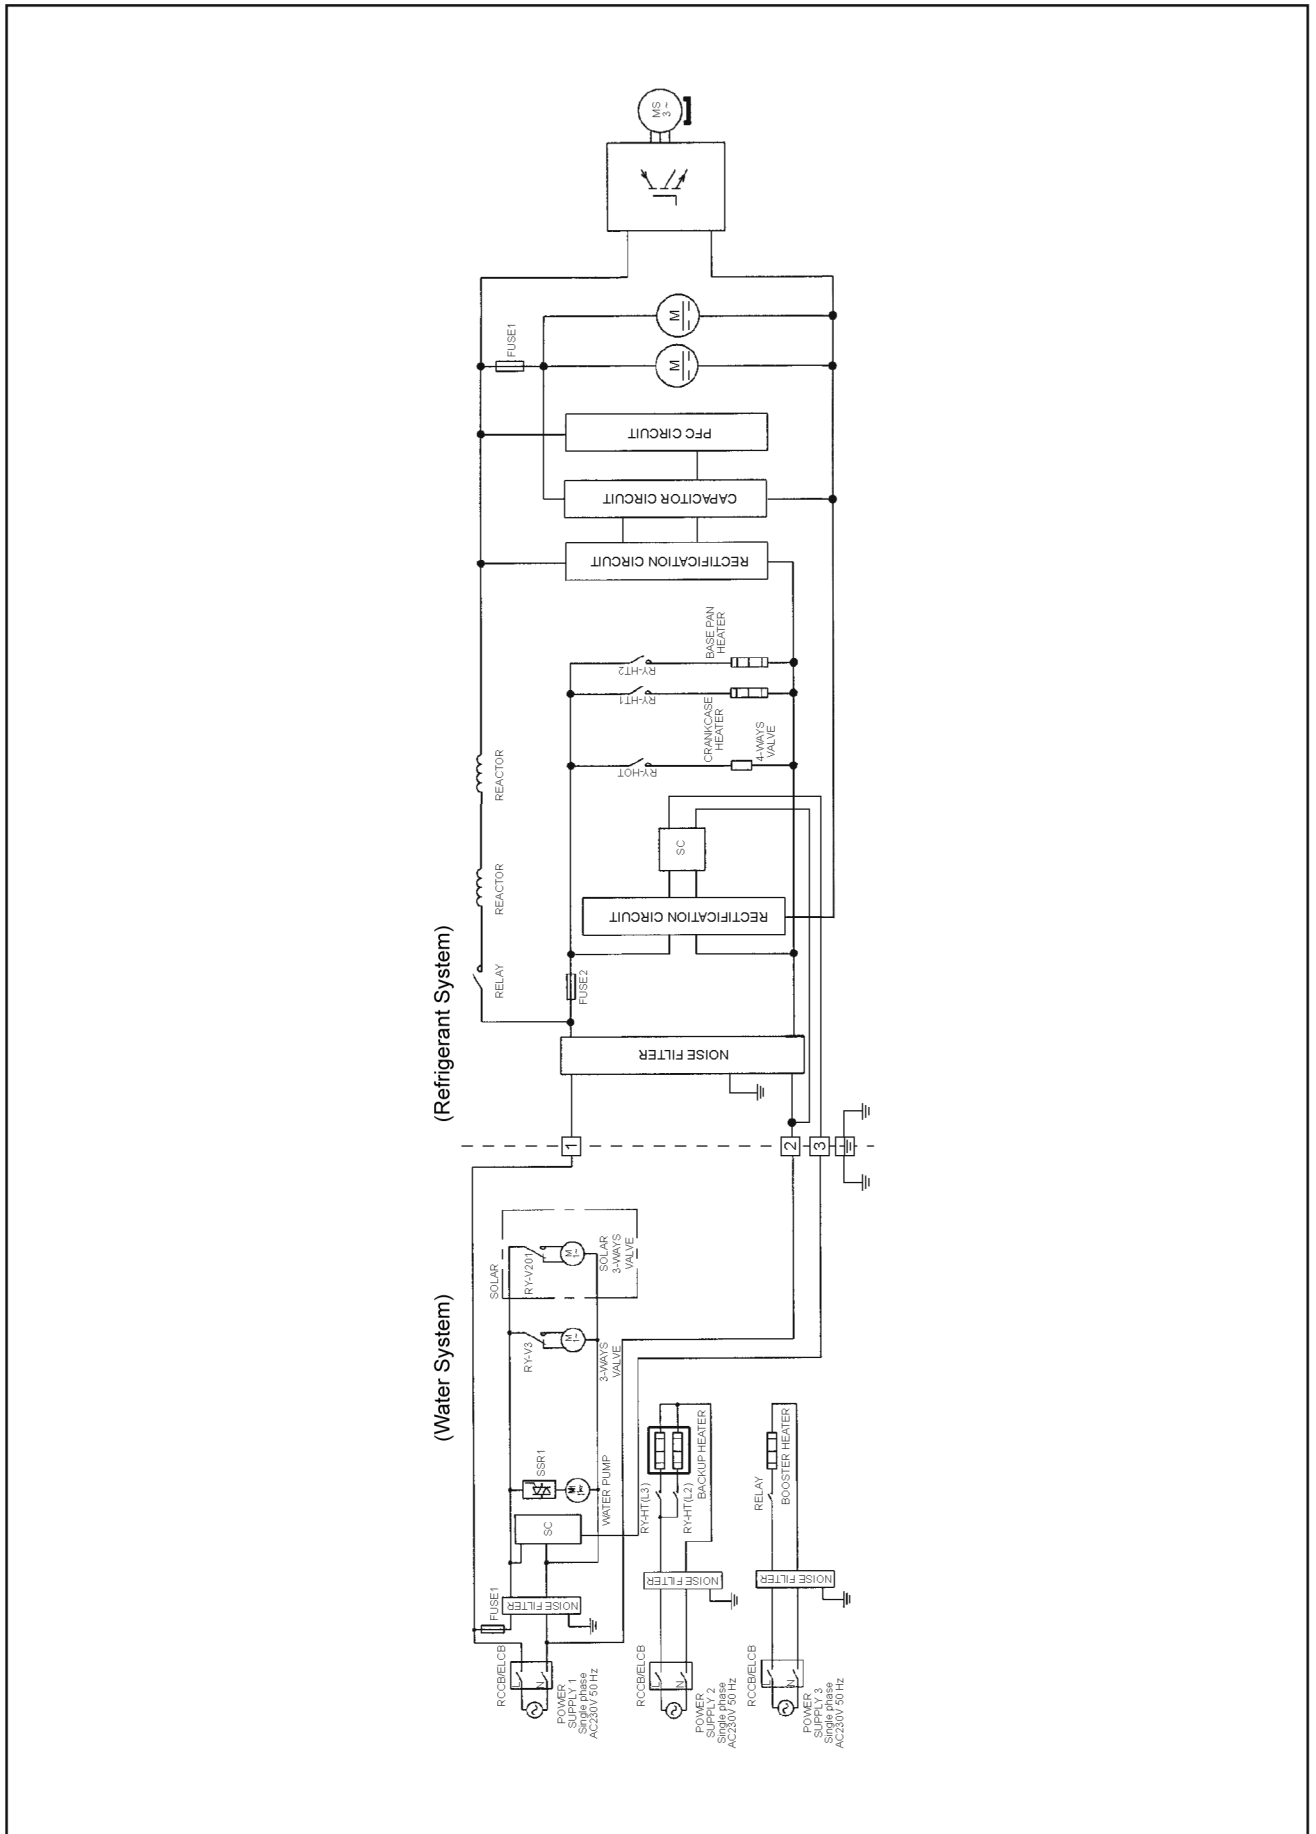 (Water System)
POWER
SUPPLY 1
Single phase
AC230V 50 Hz
RCCB/ELCB
L
N
FUSE1
NOISE FILTER
SC
SSR1
M
1~
WATER PUMP
RY-V3
M
1~
3-WAYS
VALVE
SOLAR
RY-V201
M
1~
SOLAR
3-WAYS
VALVE
POWER
SUPPLY 2
Single phase
AC230V 50 Hz
RCCB/ELCB
L
N
NOISE FILTER
RY-HT(L3)
RY-HT(L2)
BACKUP HEATER
POWER
SUPPLY 3
Single phase
AC230V 50 Hz
RCCB/ELCB
L
N
NOISE FILTER
RELAY
BOOSTER HEATER
1
2
3
(Refrigerant System)
NOISE FILTER
RELAY
REACTOR
REACTOR
FUSE2
RECTIFICATION CIRCUIT
SC
RY-HOT
4-WAYS
VALVE
RY-HT1
CRANKCASE
HEATER
RY-HT2
BASE PAN
HEATER
RECTIFICATION CIRCUIT
CAPACITOR CIRCUIT
PFC CIRCUIT
FUSE1
M
M
MS
3 ~